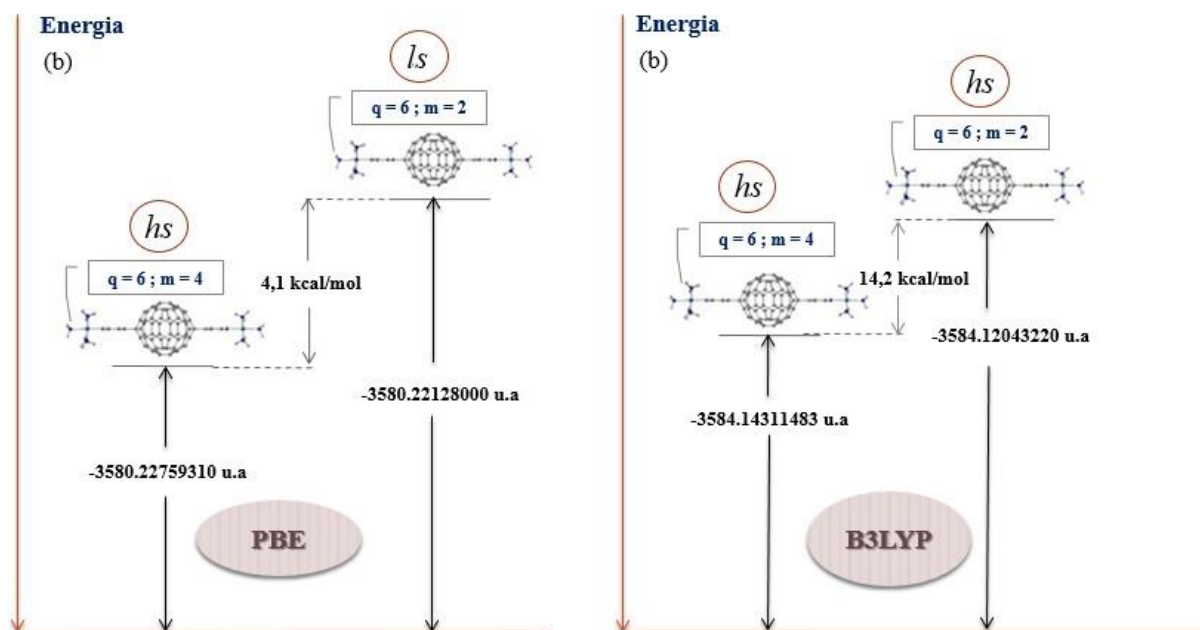 Energia
(b)
ls
q = 6 ; m = 2
hs
q = 6 ; m = 4
4,1 kcal/mol
-3580.22128000 u.a
-3580.22759310 u.a
PBE
Energia
(b)
hs
q = 6 ; m = 2
hs
q = 6 ; m = 4
14,2 kcal/mol
-3584.12043220 u.a
-3584.14311483 u.a
B3LYP